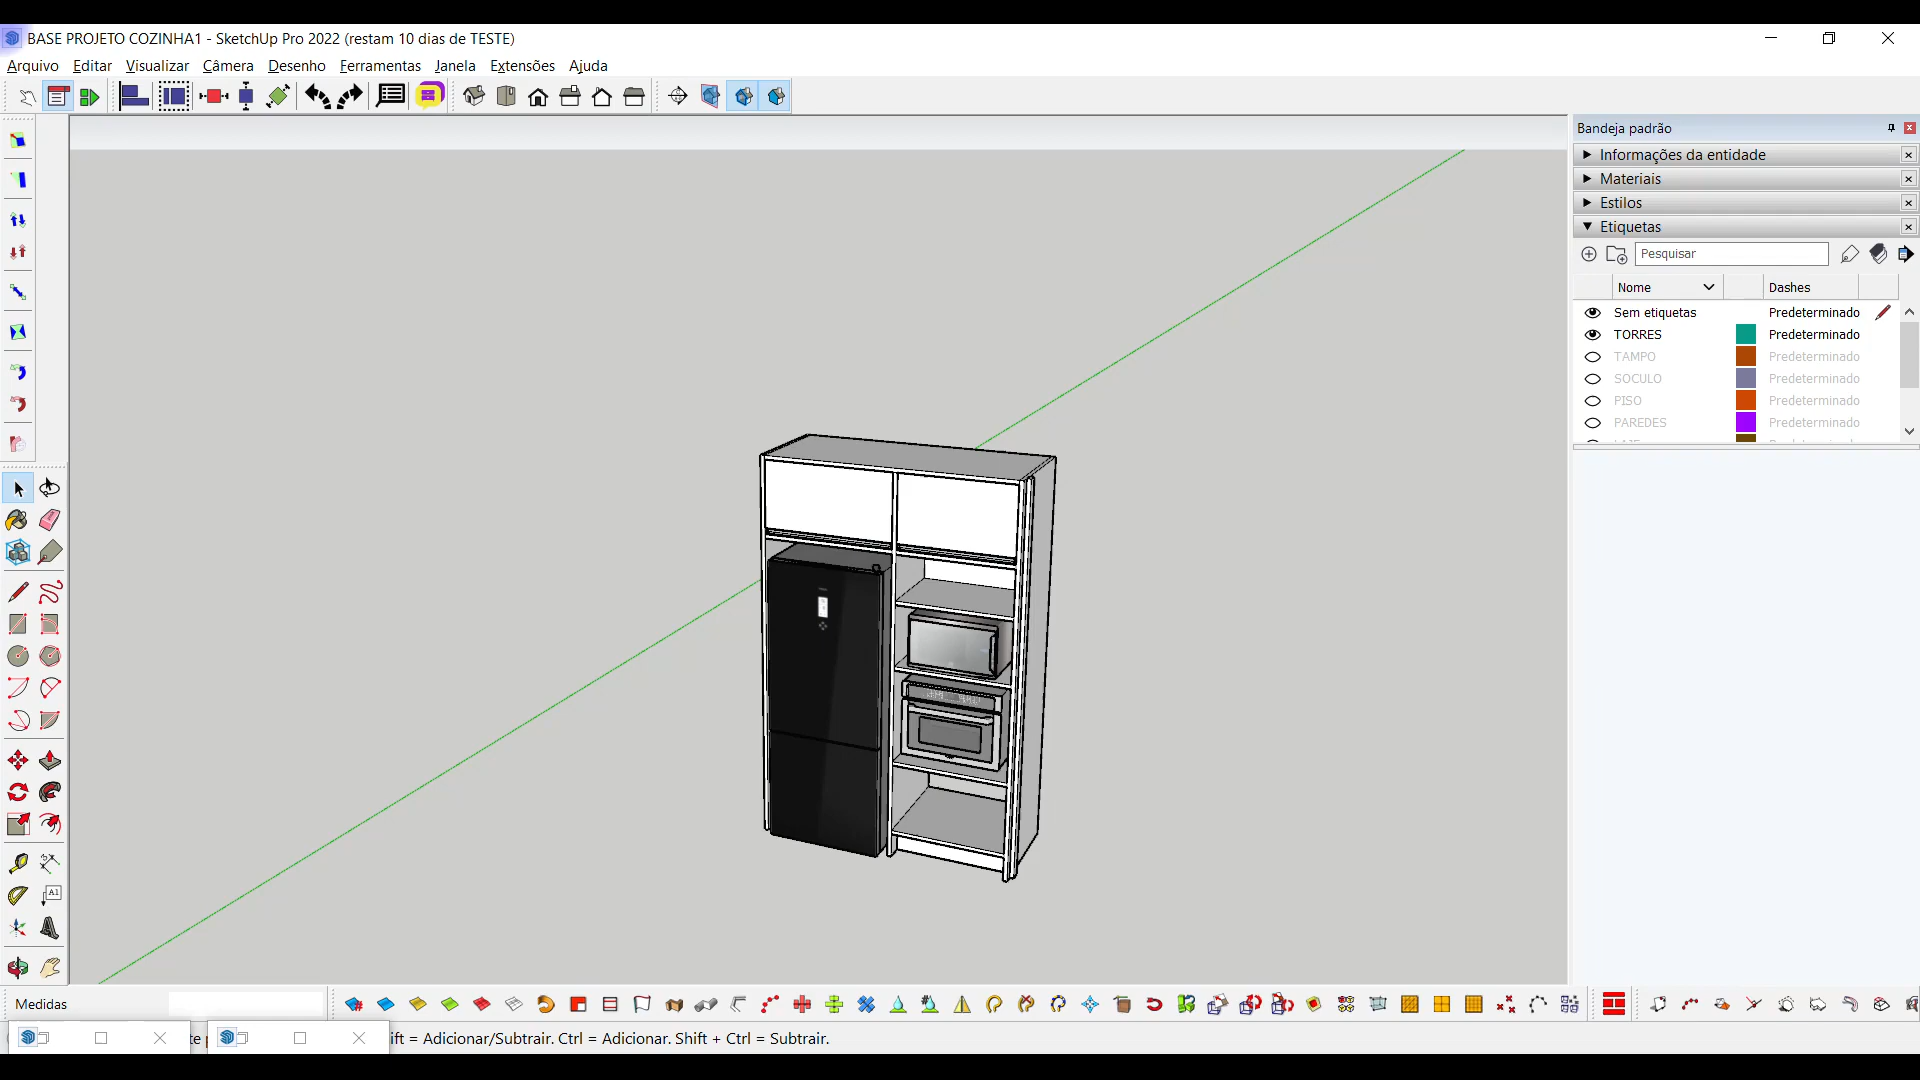 BASE PROJETO COZINHA1 - SketchUp Pro 2022 (restam 10 dias de TESTE)
Arquivo Editar Visualizar Câmera Desenho Ferramentas Janela Extensões Ajuda
Bandeja padrão
Informações da entidade
Materiais
Estilos
Etiquetas
Pesquisar
Nome Dashes
Sem etiquetas Predeterminado
TORRES Predeterminado
TAMPO Predeterminado
SOCULO Predeterminado
PISO Predeterminado
PAREDES Predeterminado
A1
Medidas
ift = Adicionar/Subtrair. Ctrl = Adicionar. Shift + Ctrl = Subtrair.